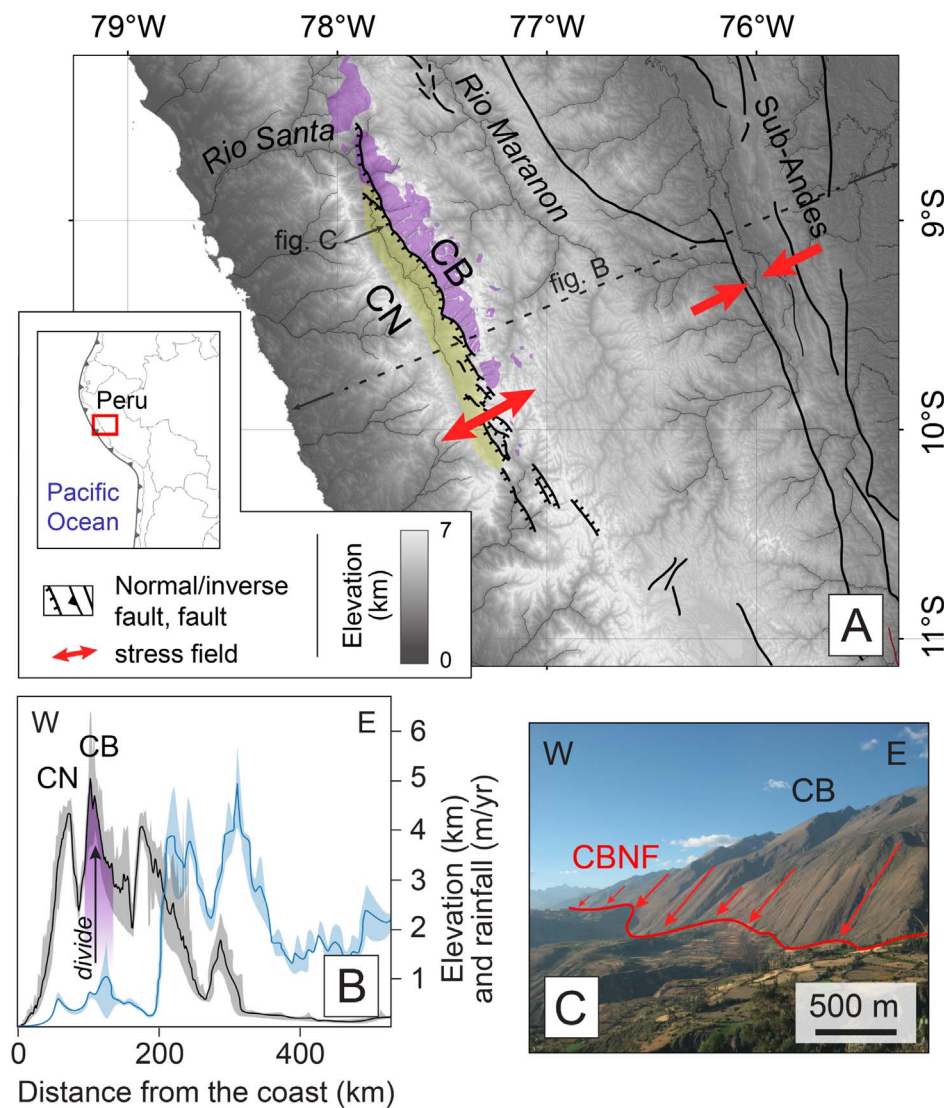 79°W 78°W 77°W 76°W
Rio Santa
Rio Maranon
Sub-Andes
9°S
fig. C
CB
fig. B
CN
10°S
Peru
Pacific
Ocean
Normal/inverse
fault, fault
stress field
Elevation
(km)
7
0
A
11°S
W E
CB
CN
6
5
4
3
2
1
divide
B
Elevation (km)
and rainfall (m/yr)
0 200 400
Distance from the coast (km)
W E
CB
CBNF
C
500 m